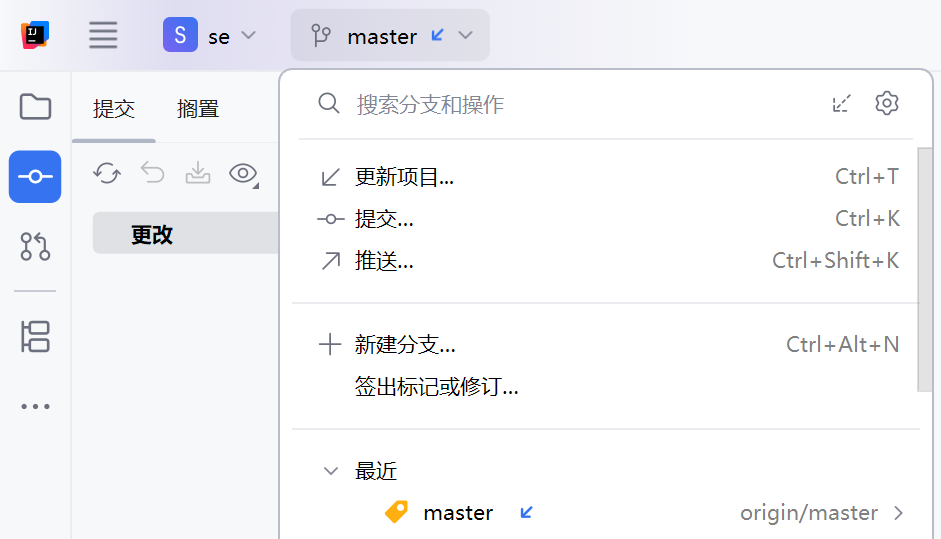 IJ
S se master
提交 搁置
搜索分支和操作
更改
更新项目... Ctrl+T
提交... Ctrl+K
推送... Ctrl+Shift+K
新建分支... Ctrl+Alt+N
签出标记或修订...
最近
master origin/master